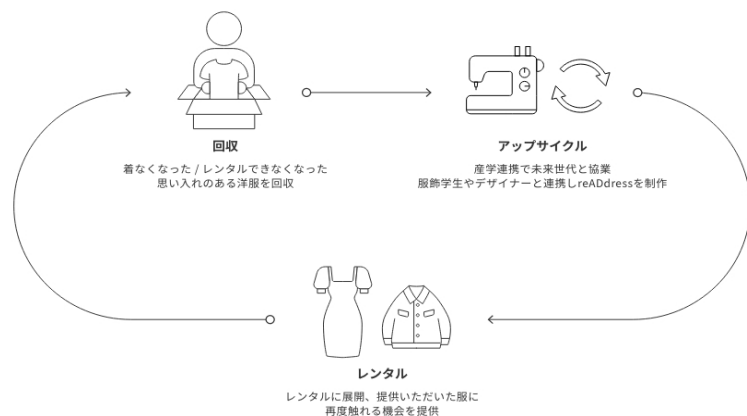 回収
着なくなった / レンタルできなくなった
思い入れのある洋服を回収
アップサイクル
産学連携で未来世代と協業
服飾学生やデザイナーと連携しreADdressを制作
レンタル
レンタルに展開、提供いただいた服に
再度触れる機会を提供